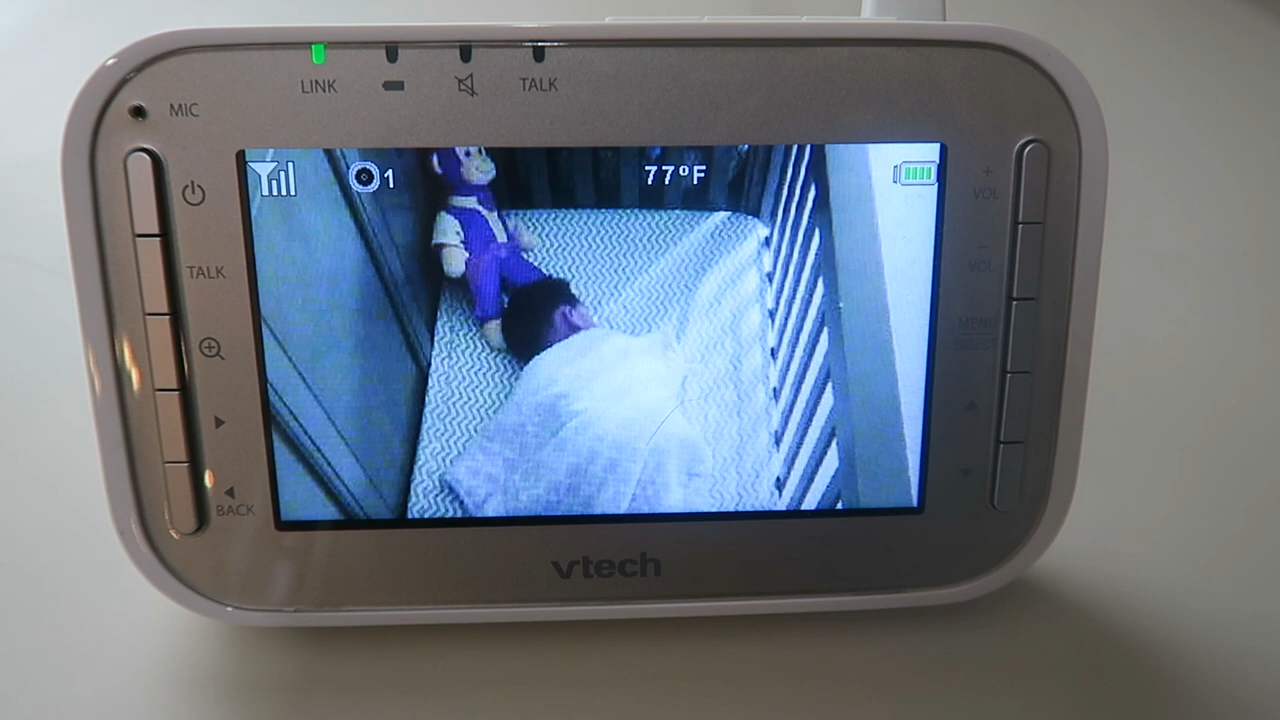 LINK
TALK
MIC
1
77°F
+
VOL
TALK
-
VOL
MENU
SELECT
BACK
vtech